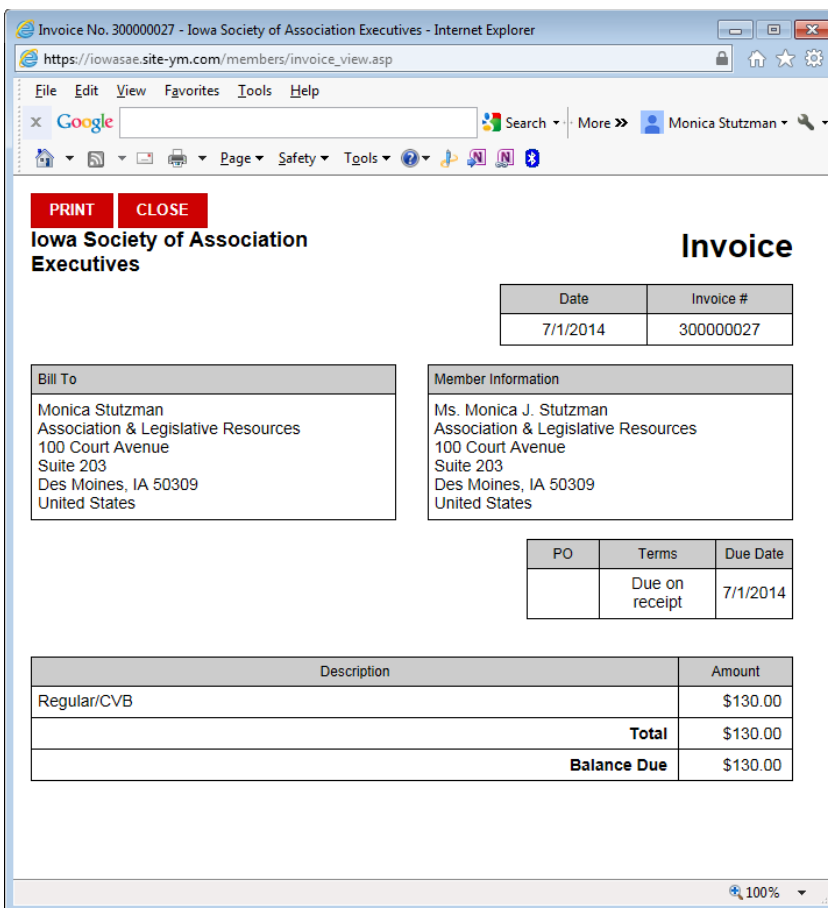 Invoice No. 300000027 - Iowa Society of Association Executives - Internet Explorer
https://iowasae.site-ym.com/members/invoice_view.asp
File Edit View Favorites Tools Help
x Google Search More » Monica Stutzman
Page Safety Tools
PRINT CLOSE
Iowa Society of Association
Executives
Invoice
Date Invoice #
7/1/2014 300000027
Bill To
Monica Stutzman
Association & Legislative Resources
100 Court Avenue
Suite 203
Des Moines, IA 50309
United States
Member Information
Ms. Monica J. Stutzman
Association & Legislative Resources
100 Court Avenue
Suite 203
Des Moines, IA 50309
United States
PO Terms Due Date
Due on
receipt
7/1/2014
Description Amount
Regular/CVB $130.00
Total $130.00
Balance Due $130.00
100%